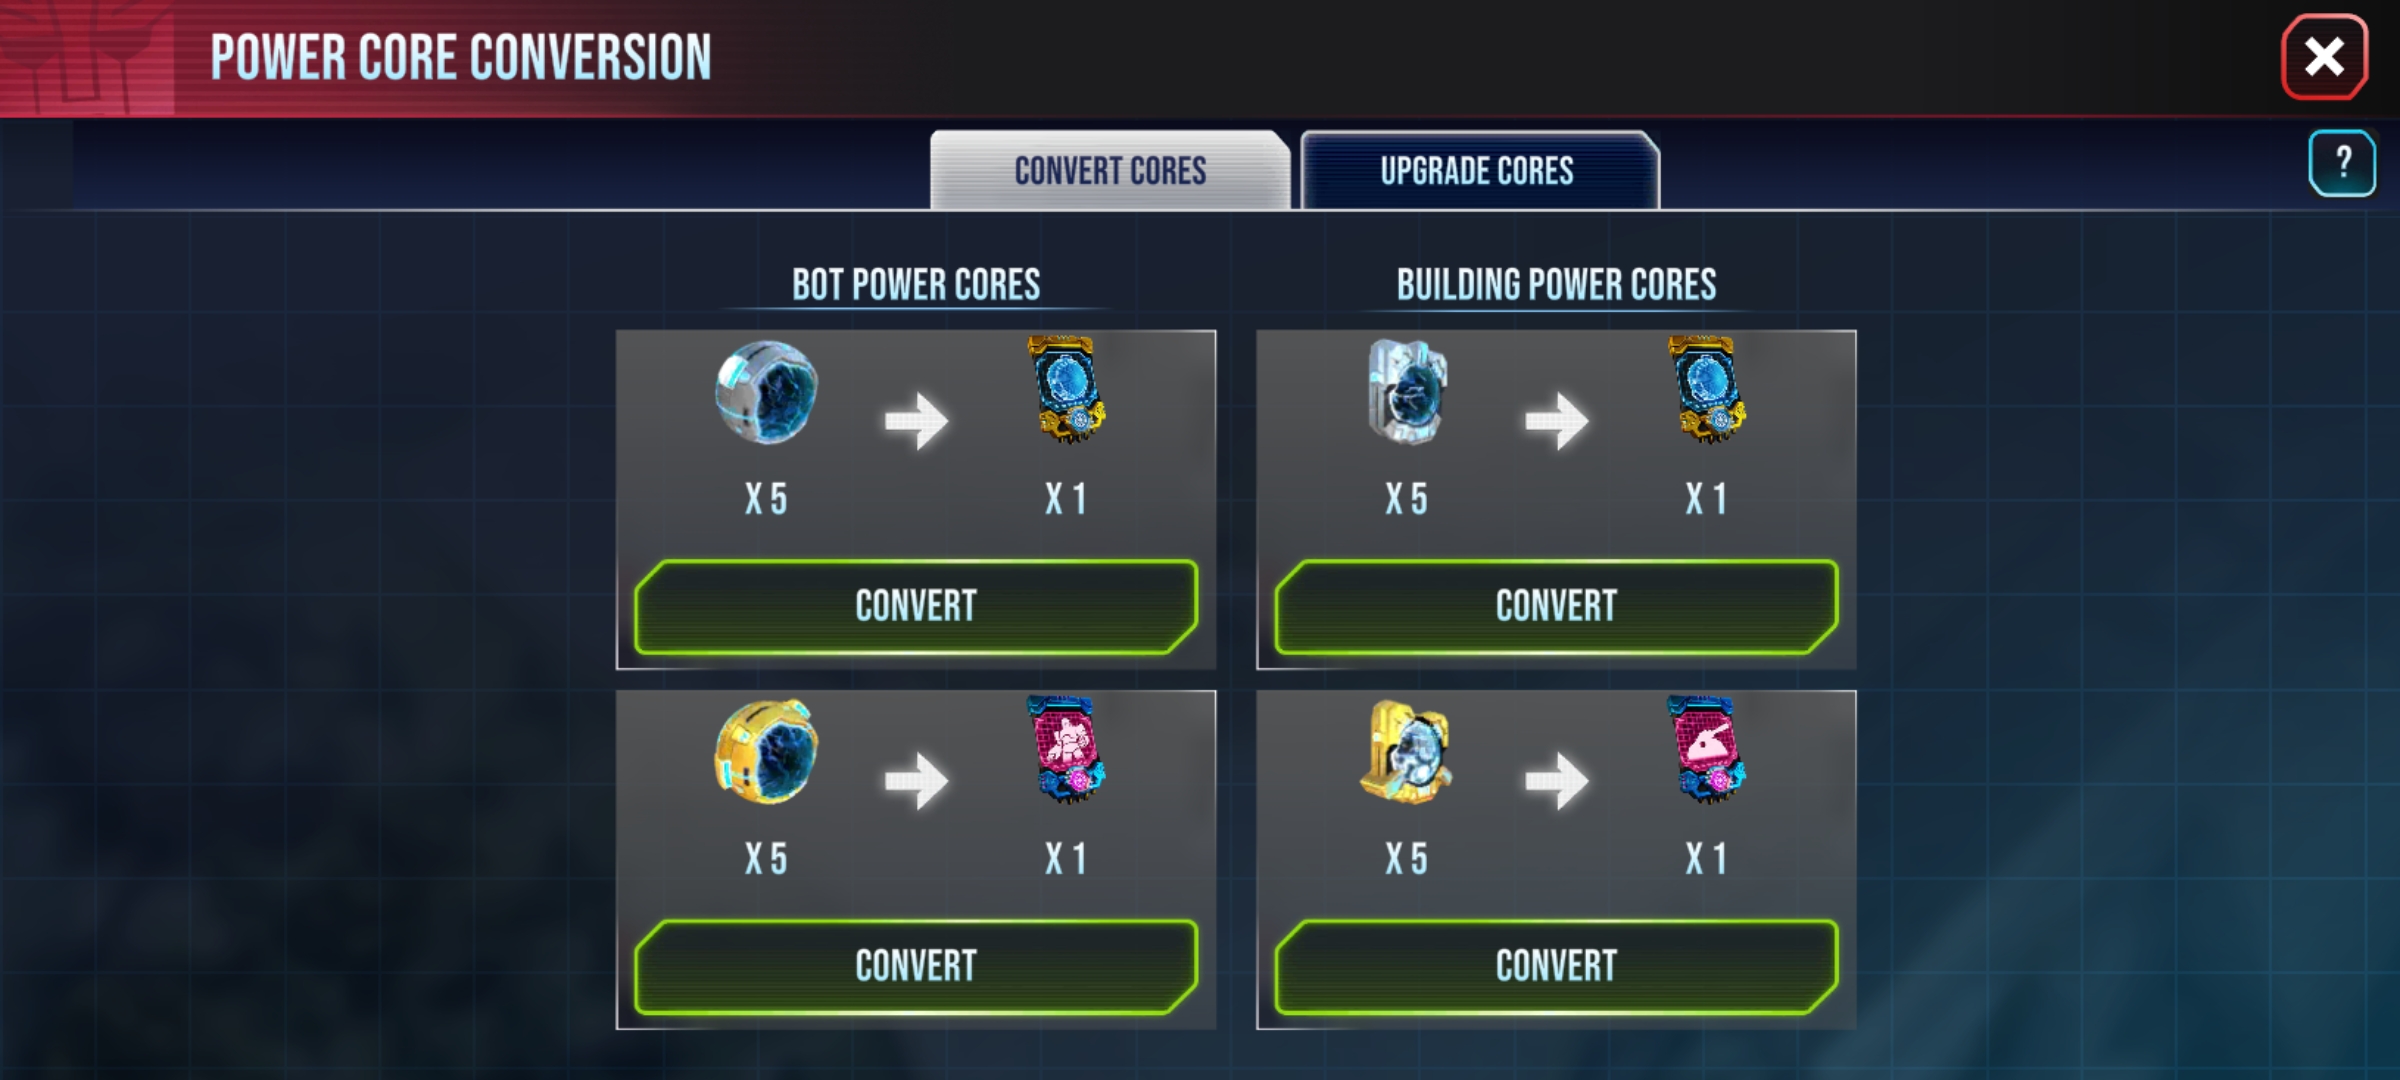 POWER CORE CONVERSION
CONVERT CORES
UPGRADE CORES
?
BOT POWER CORES
BUILDING POWER CORES
X 5
X 1
X 5
X 1
CONVERT
CONVERT
X 5
X 1
X 5
X 1
CONVERT
CONVERT